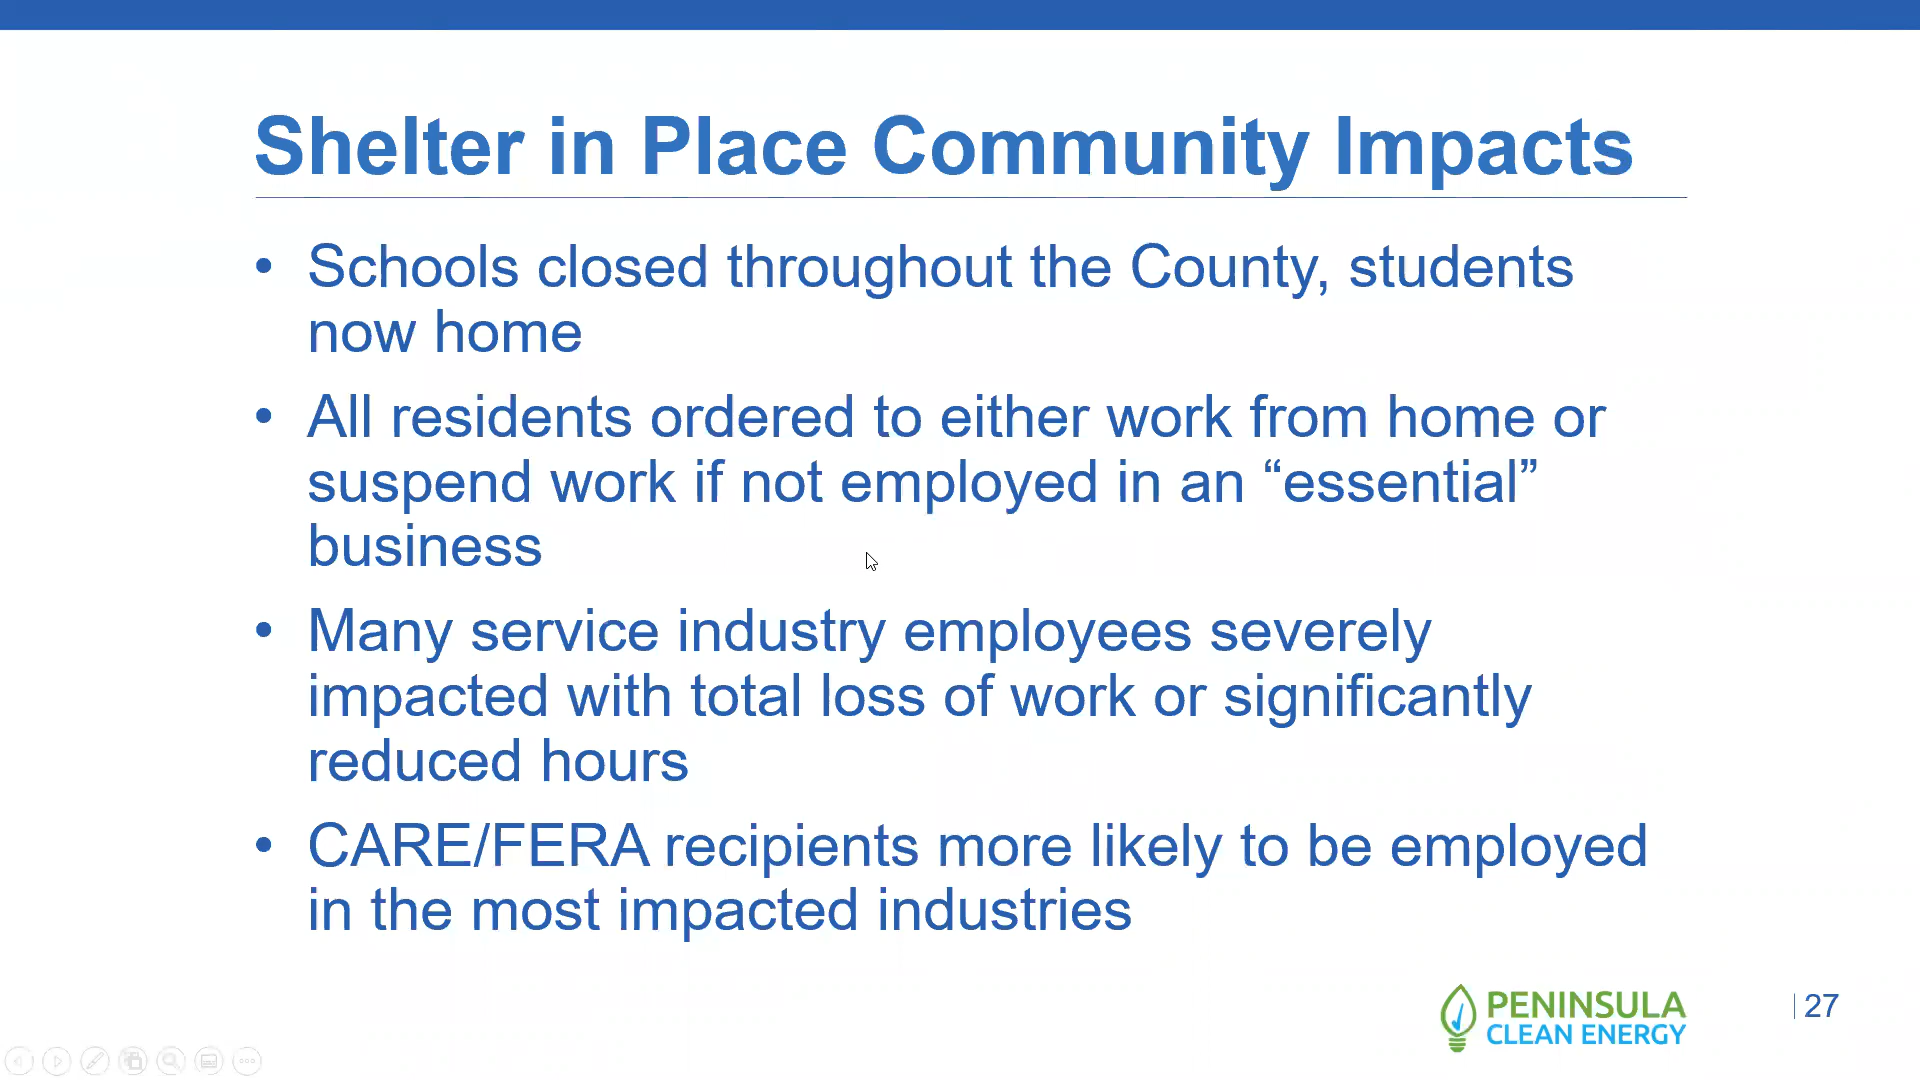 Shelter in Place Community Impacts
• Schools closed throughout the County, students
now home
• All residents ordered to either work from home or
suspend work if not employed in an “essential”
business
• Many service industry employees severely
impacted with total loss of work or significantly
reduced hours
• CARE/FERA recipients more likely to be employed
in the most impacted industries
PENINSULA
CLEAN ENERGY
| 27